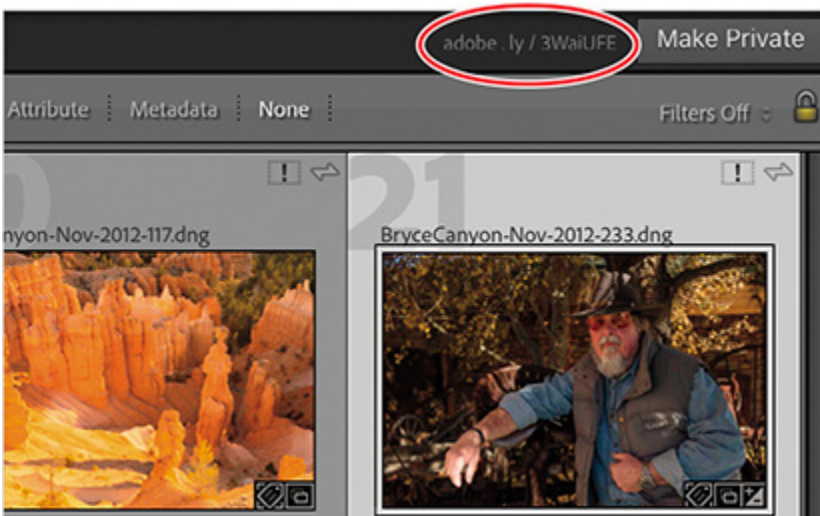 adobe . ly / 3WaiUFE Make Private
Attribute Metadata None Filters Off
21
! !
nyon-Nov-2012-117.dng BryceCanyon-Nov-2012-233.dng